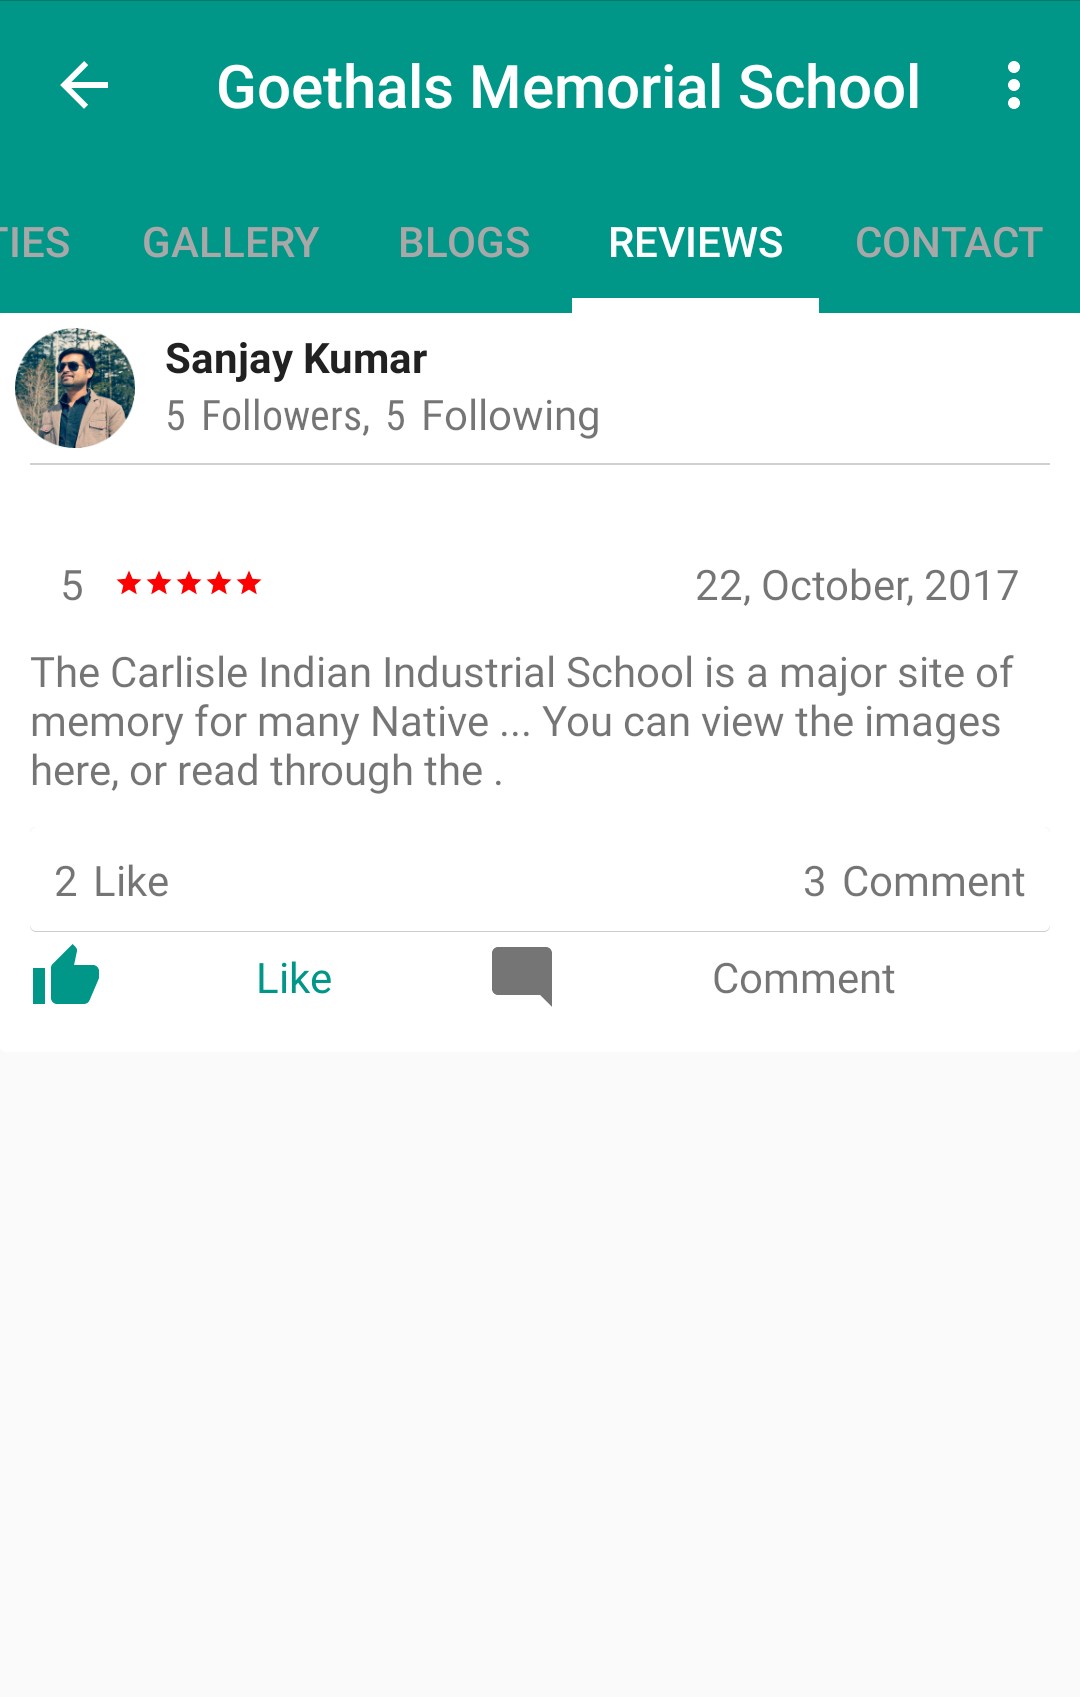 Goethals Memorial School
TIES GALLERY BLOGS REVIEWS CONTACT
Sanjay Kumar
5 Followers, 5 Following
5 22, October, 2017
The Carlisle Indian Industrial School is a major site of
memory for many Native ... You can view the images
here, or read through the .
2 Like 3 Comment
Like Comment